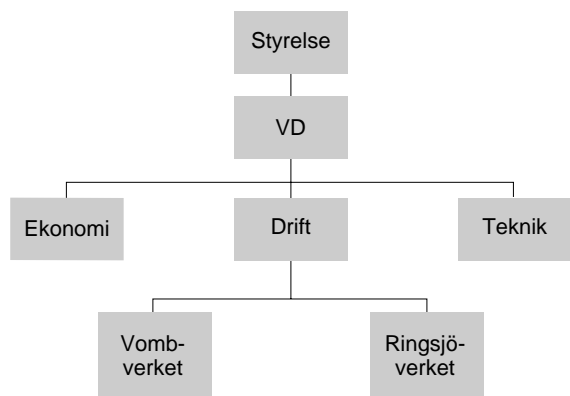 Styrelse
VD
Ekonomi
Drift
Teknik
Vomb-
verket
Ringsjö-
verket